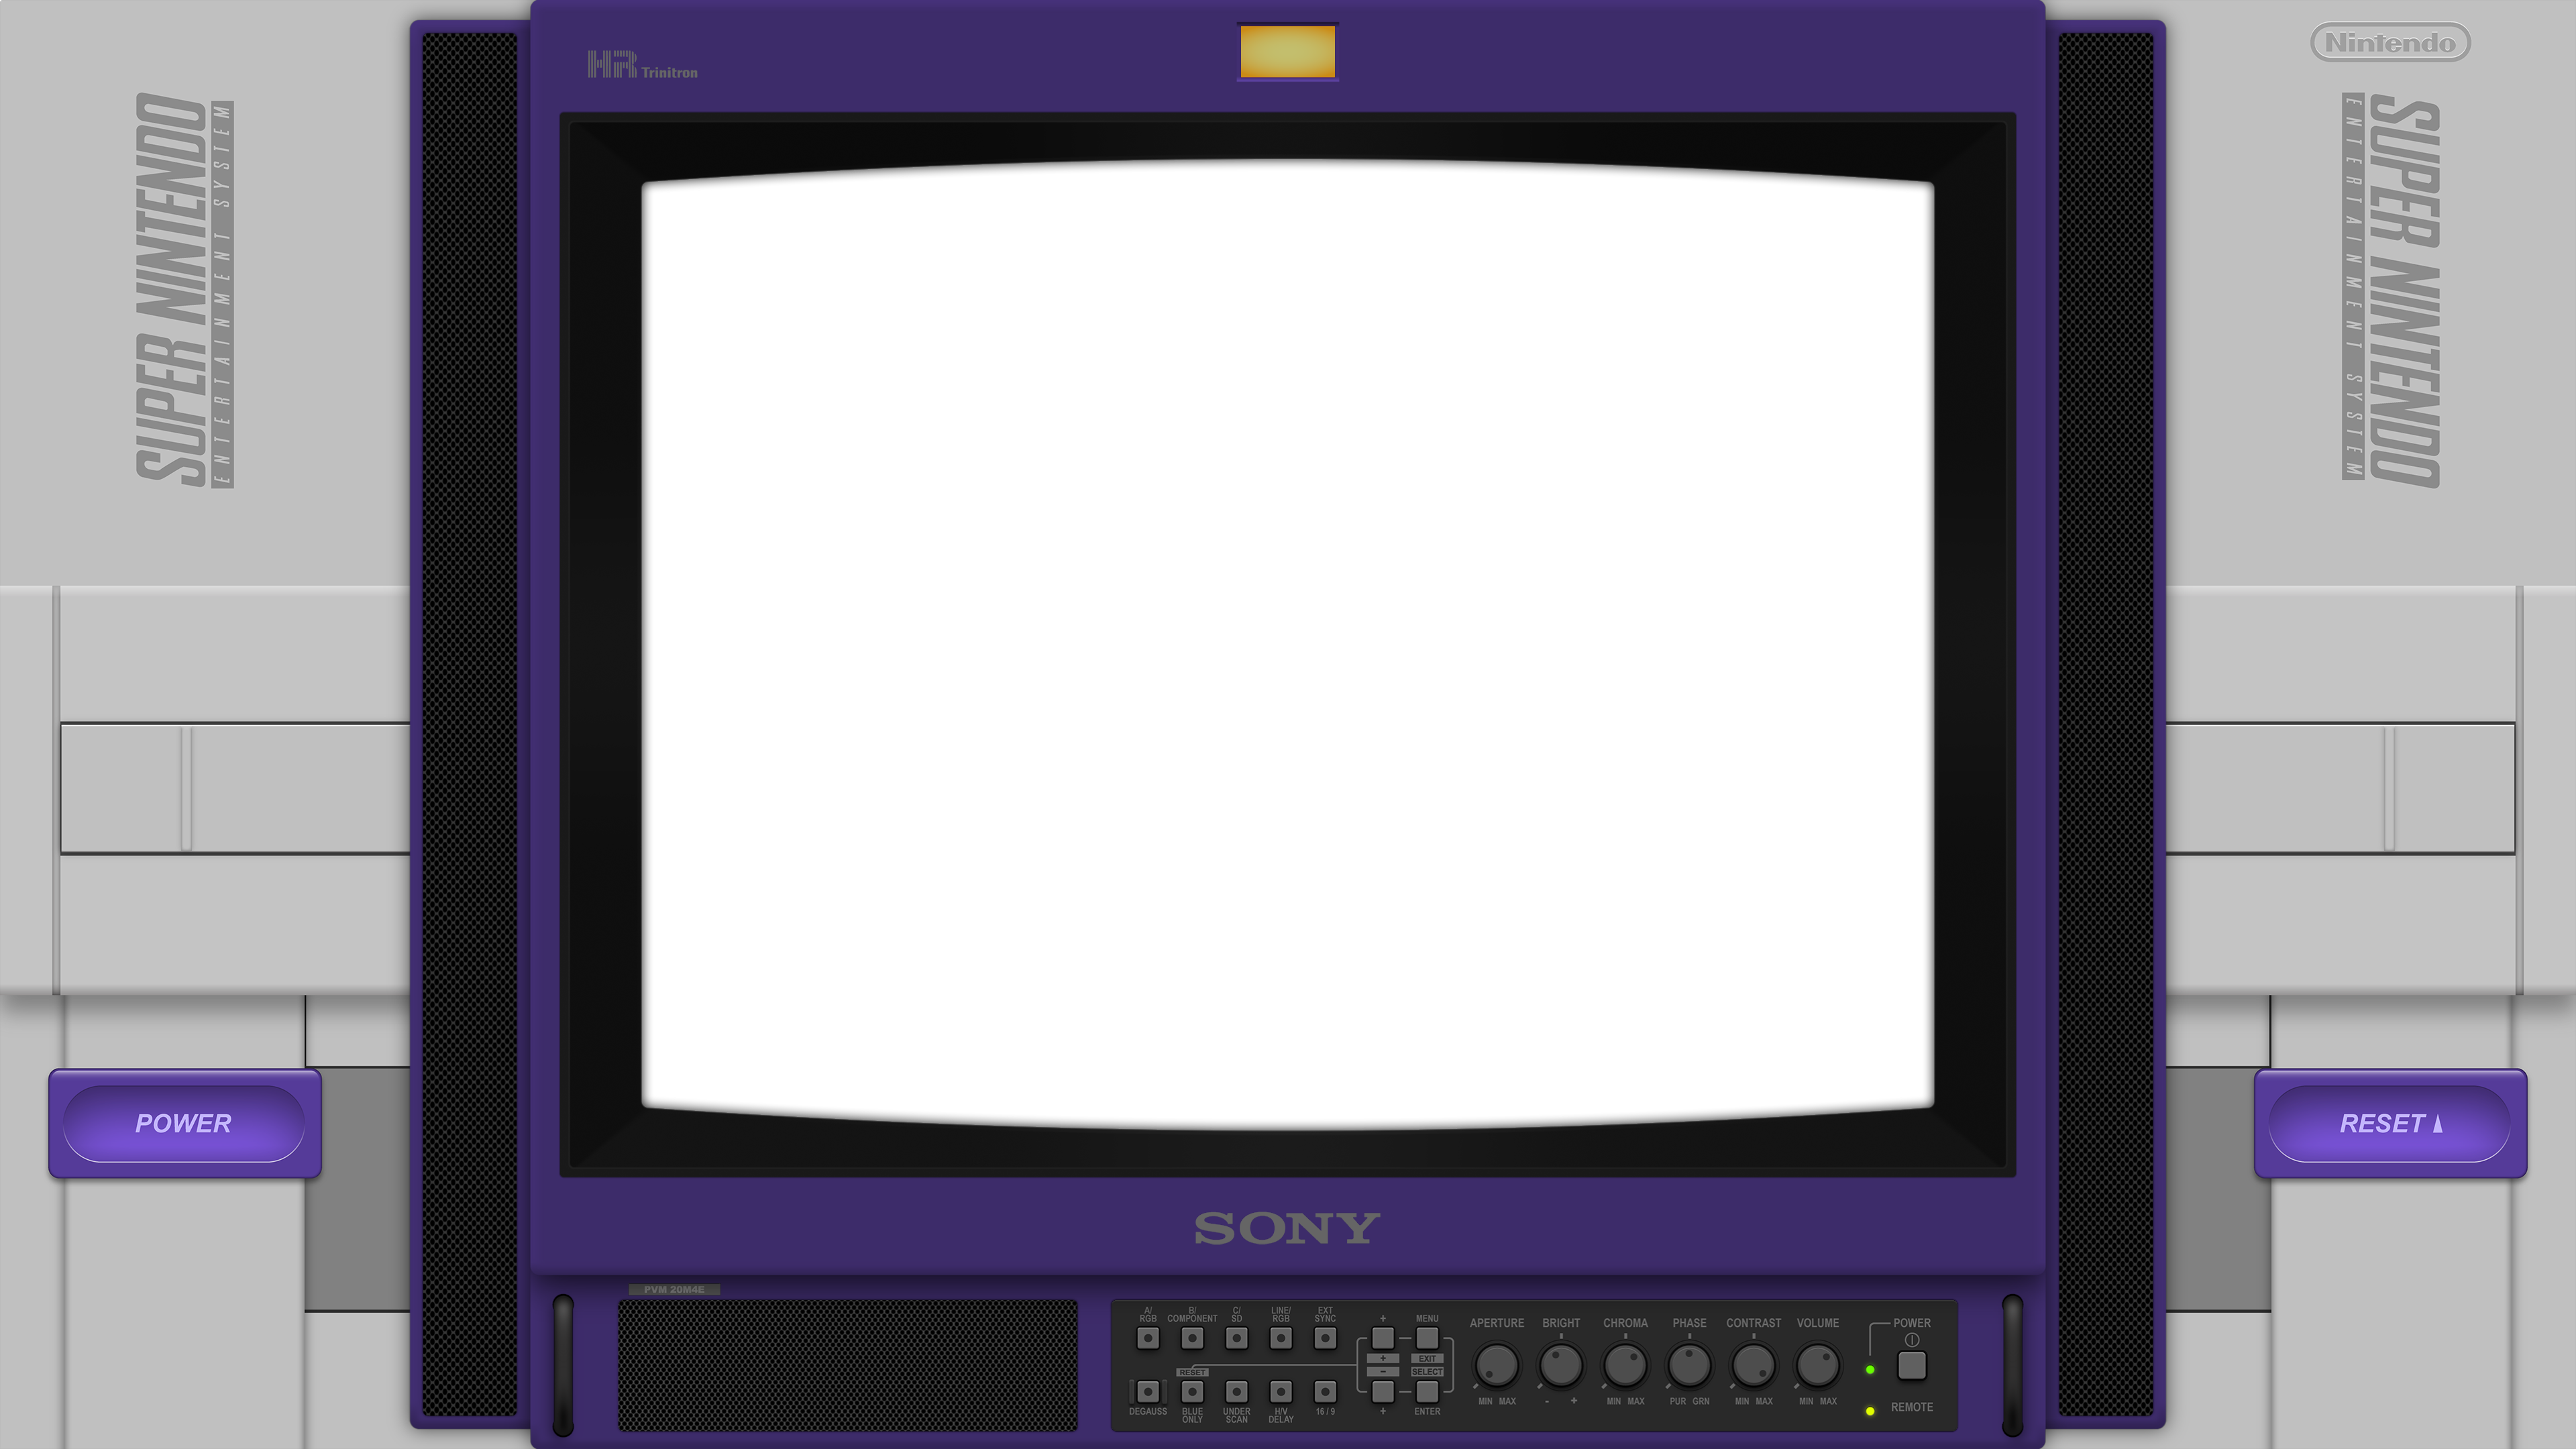 HR Trinitron
Nintendo
SUPER NINTENDO
ENTERTAINMENT SYSTEM
SUPER NINTENDO
ENTERTAINMENT SYSTEM
POWER
RESET
SONY
PVM 20M4E
A/
RGB
B/
COMPONENT
C/
SD
LINE/
RGB
EXT
SYNC
+
MENU
+
EXIT
RESET
-
SELECT
DEGAUSS
BLUE
ONLY
UNDER
SCAN
H/V
DELAY
16 / 9
+
ENTER
APERTURE
MIN MAX
BRIGHT
- +
CHROMA
MIN MAX
PHASE
PUR GRN
CONTRAST
MIN MAX
VOLUME
MIN MAX
POWER
REMOTE